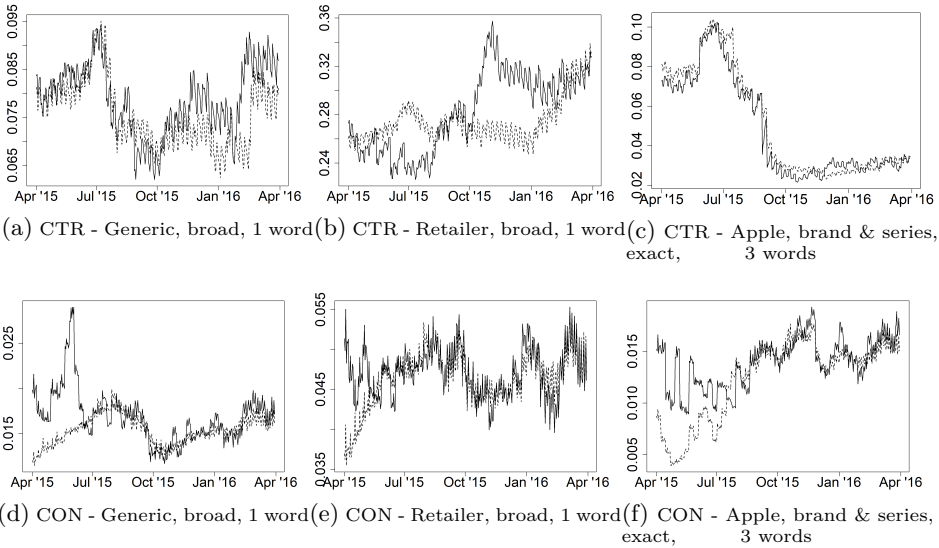 0.095
0.085
0.075
0.065
Apr '15 Jul '15 Oct '15 Jan '16 Apr '16
(a) CTR - Generic, broad, 1 word
0.36
0.32
0.28
0.24
Apr '15 Jul '15 Oct '15 Jan '16 Apr '16
(b) CTR - Retailer, broad, 1 word
0.10
0.08
0.06
0.04
0.02
Apr '15 Jul '15 Oct '15 Jan '16 Apr '16
(c) CTR - Apple, brand & series,
exact, 3 words
0.025
0.015
Apr '15 Jul '15 Oct '15 Jan '16 Apr '16
(d) CON - Generic, broad, 1 word
0.055
0.045
0.035
Apr '15 Jul '15 Oct '15 Jan '16 Apr '16
(e) CON - Retailer, broad, 1 word
0.015
0.010
0.005
Apr '15 Jul '15 Oct '15 Jan '16 Apr '16
(f) CON - Apple, brand & series,
exact, 3 words